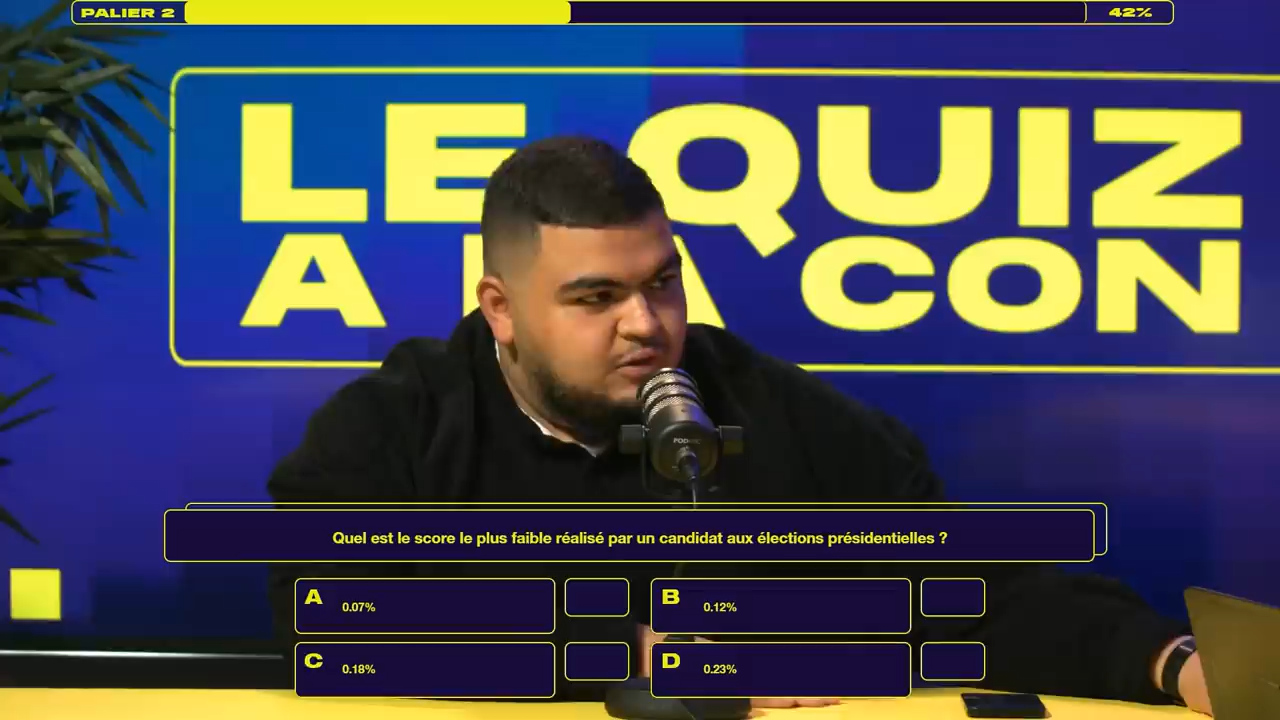 PALIER 2
42%
LE QUIZ
A LA CON
PODMIC
Quel est le score le plus faible réalisé par un candidat aux élections présidentielles ?
A 0.07%
B 0.12%
C 0.18%
D 0.23%